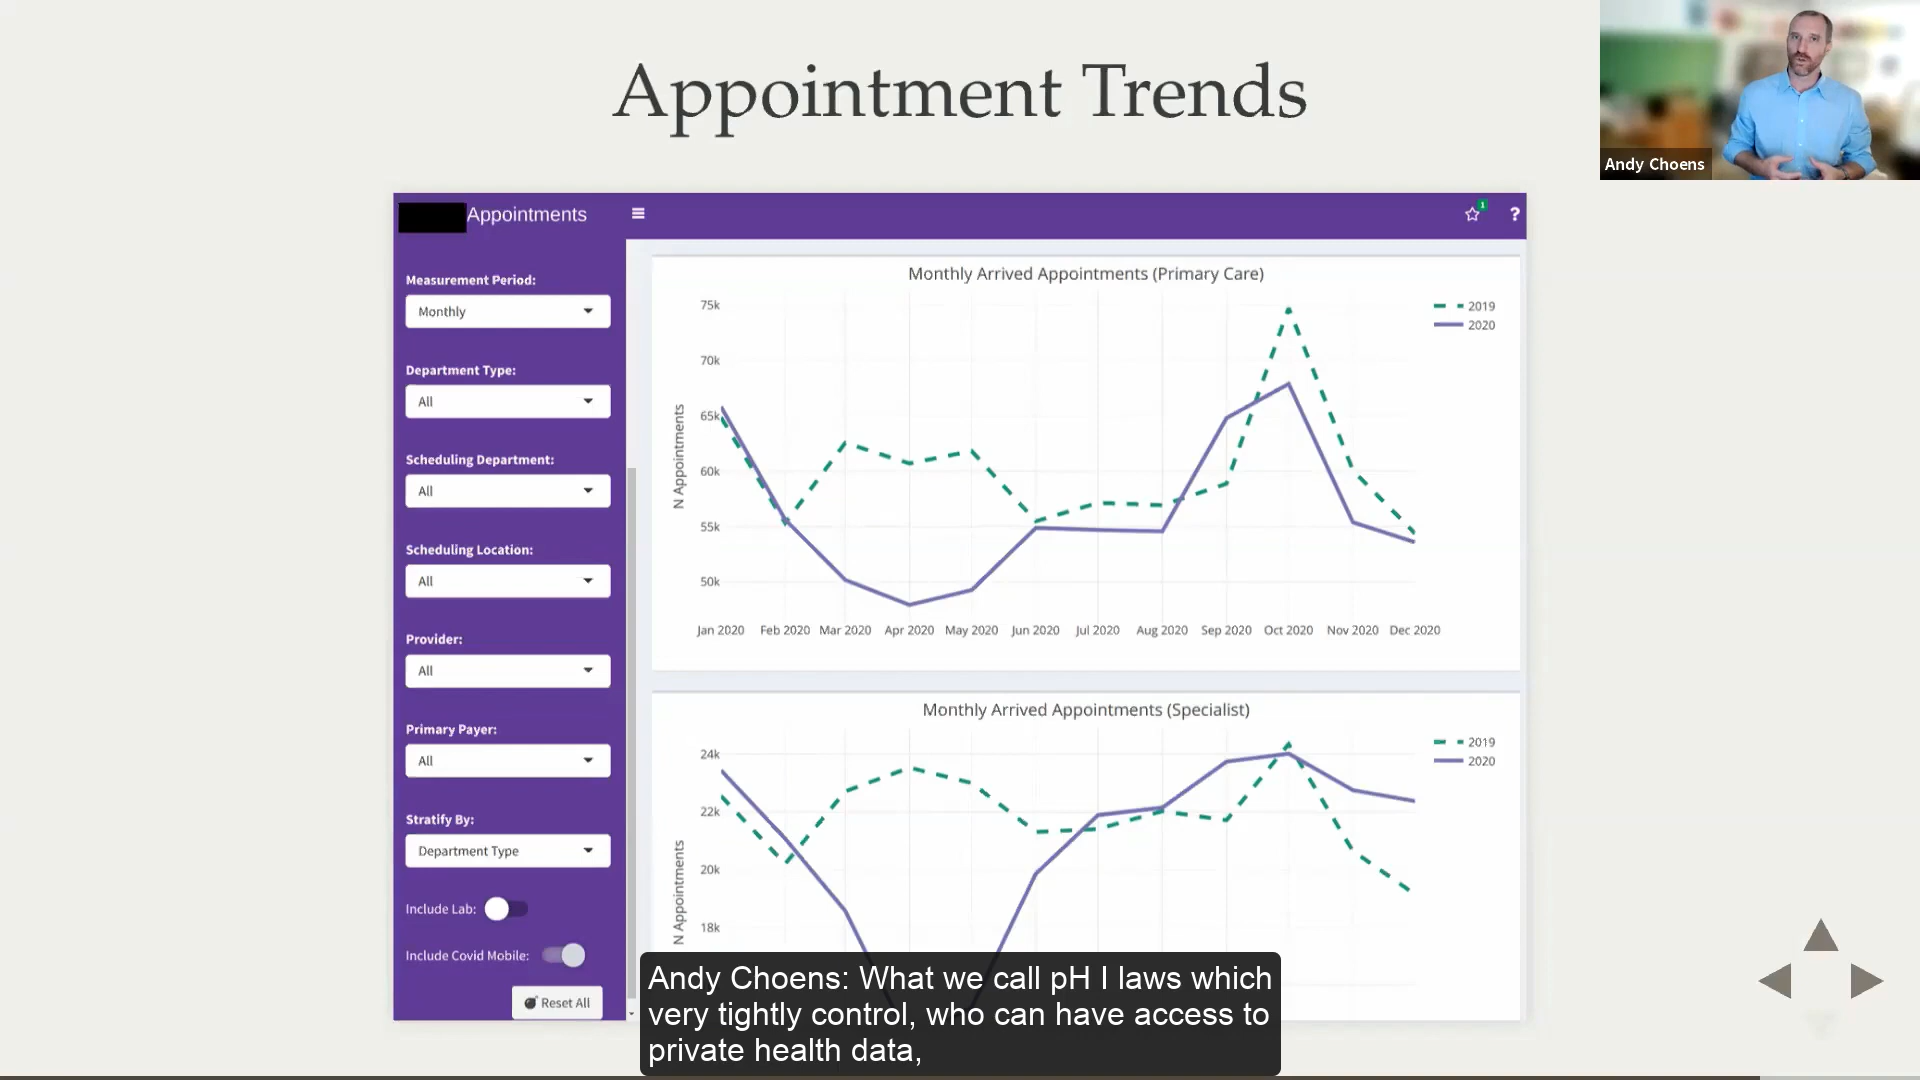 Appointment Trends
Andy Choens
Appointments
1
?
Measurement Period:
Monthly
Department Type:
All
Scheduling Department:
All
Scheduling Location:
All
Provider:
All
Primary Payer:
All
Stratify By:
Department Type
Include Lab:
Include Covid Mobile:
Reset All
Monthly Arrived Appointments (Primary Care)
75k
70k
65k
60k
55k
50k
N Appointments
2019
2020
Jan 2020 Feb 2020 Mar 2020 Apr 2020 May 2020 Jun 2020 Jul 2020 Aug 2020 Sep 2020 Oct 2020 Nov 2020 Dec 2020
Monthly Arrived Appointments (Specialist)
24k
22k
20k
18k
N Appointments
2019
2020
Andy Choens: What we call pH I laws which
very tightly control, who can have access to
private health data,